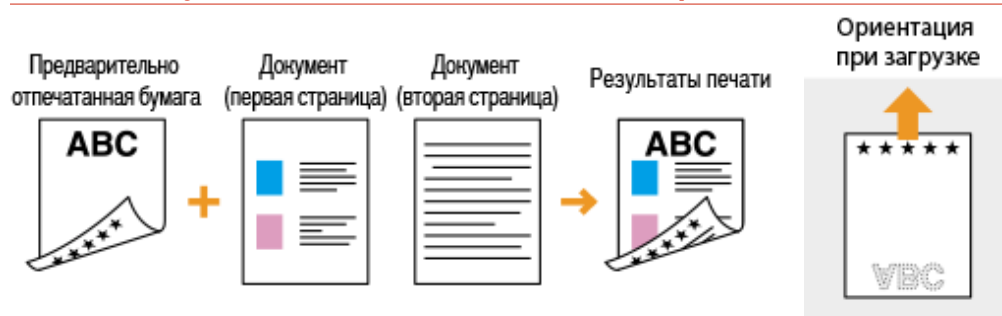 Предварительно
отпечатанная бумага
Документ
(первая страница)
Документ
(вторая страница)
Результаты печати
Ориентация
при загрузке
ABC
ABC
ABC